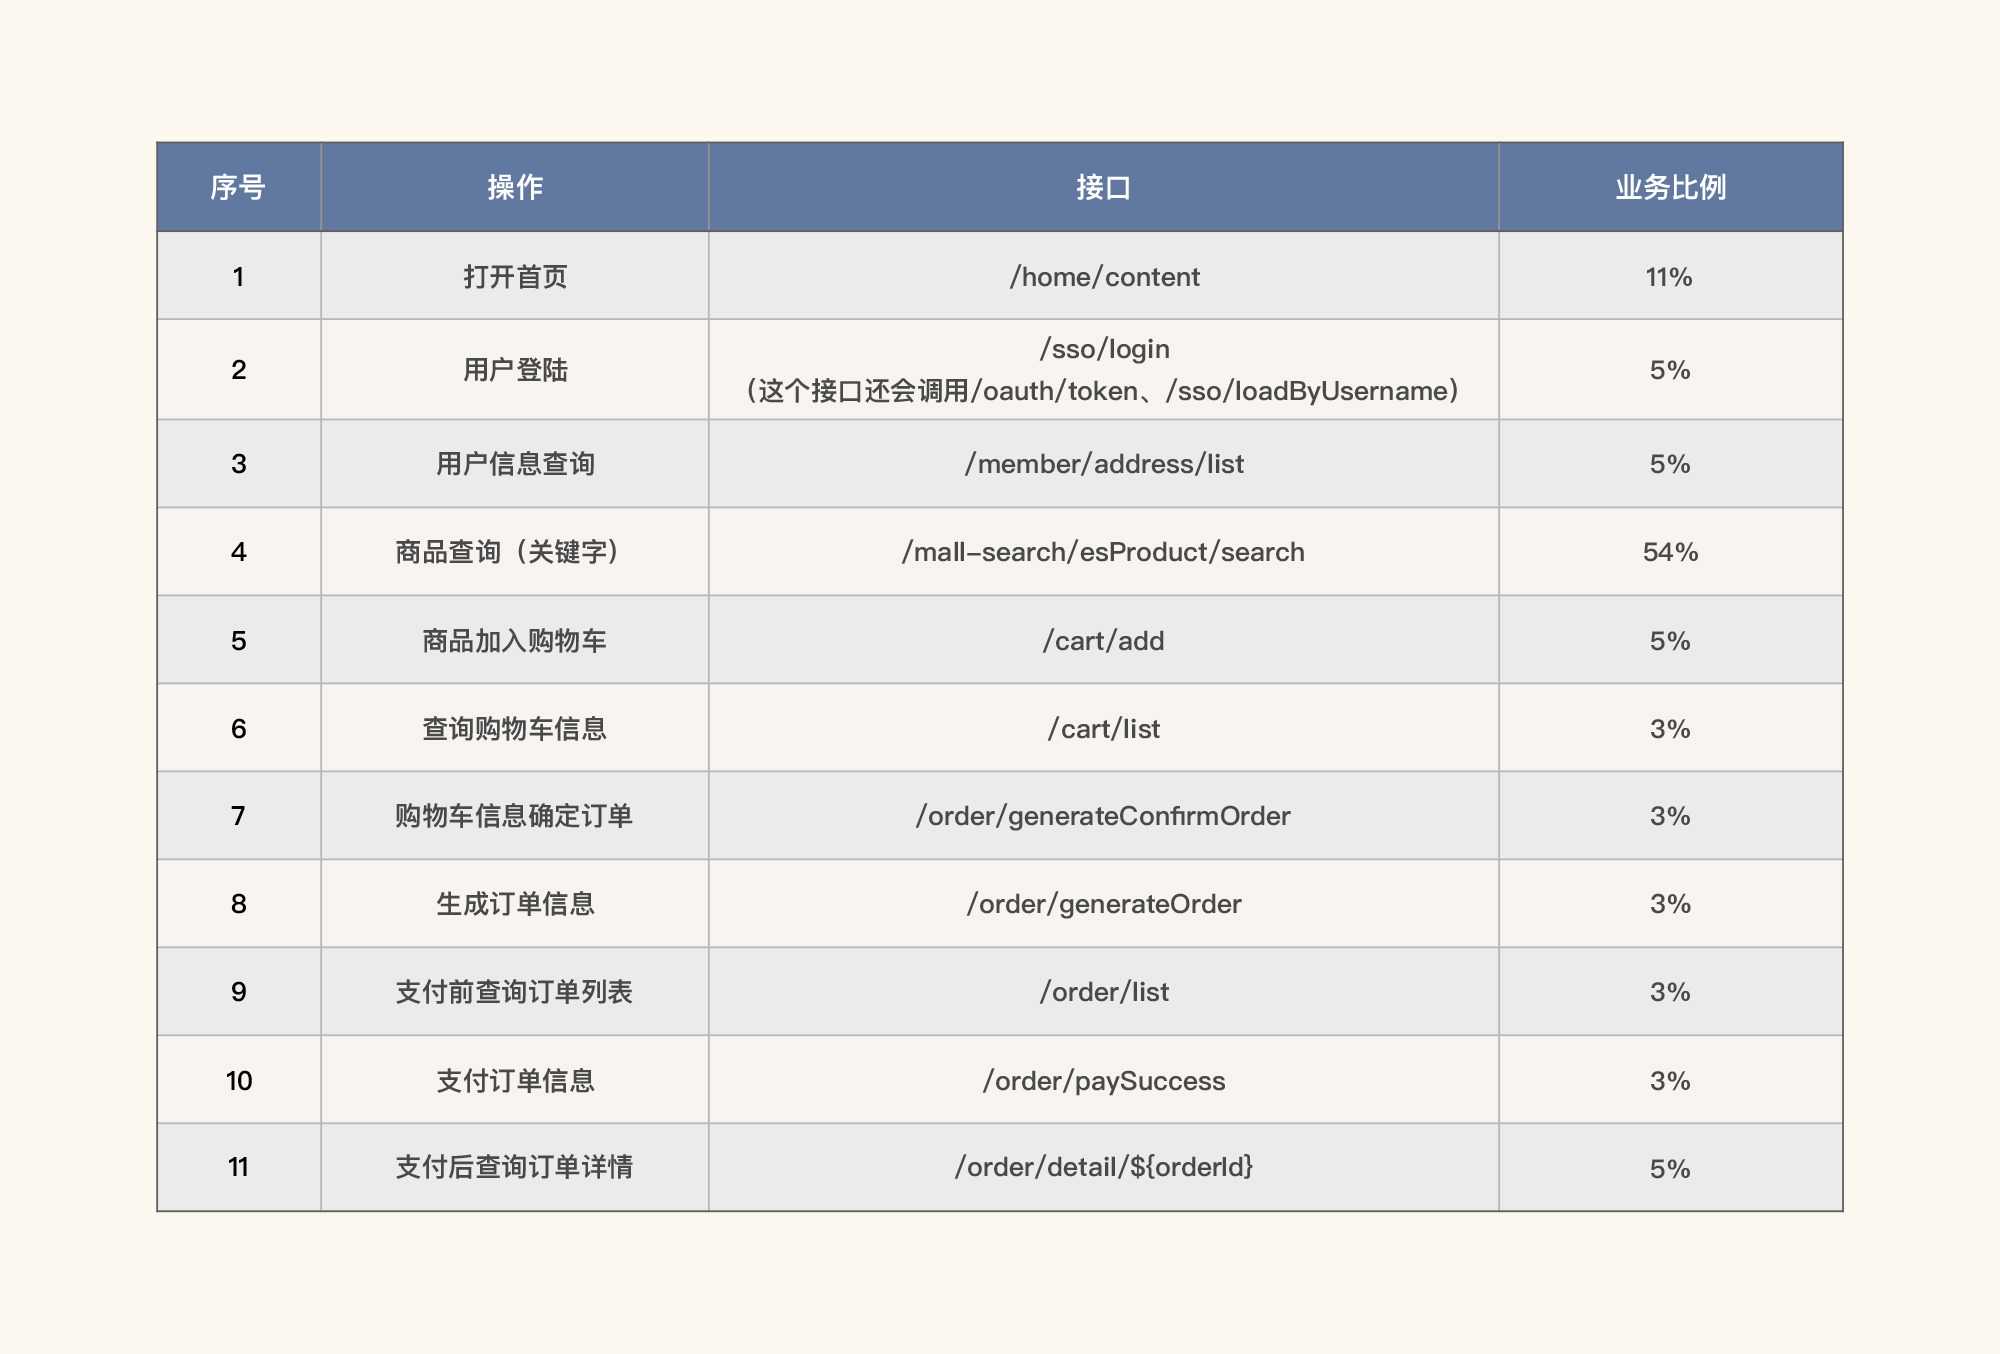 序号 操作 接口 业务比例
1 打开首页 /home/content 11%
2 用户登陆 /sso/login
（这个接口还会调用/oauth/token、/sso/loadByUsername） 5%
3 用户信息查询 /member/address/list 5%
4 商品查询（关键字） /mall-search/esProduct/search 54%
5 商品加入购物车 /cart/add 5%
6 查询购物车信息 /cart/list 3%
7 购物车信息确定订单 /order/generateConfirmOrder 3%
8 生成订单信息 /order/generateOrder 3%
9 支付前查询订单列表 /order/list 3%
10 支付订单信息 /order/paySuccess 3%
11 支付后查询订单详情 /order/detail/${orderId} 5%